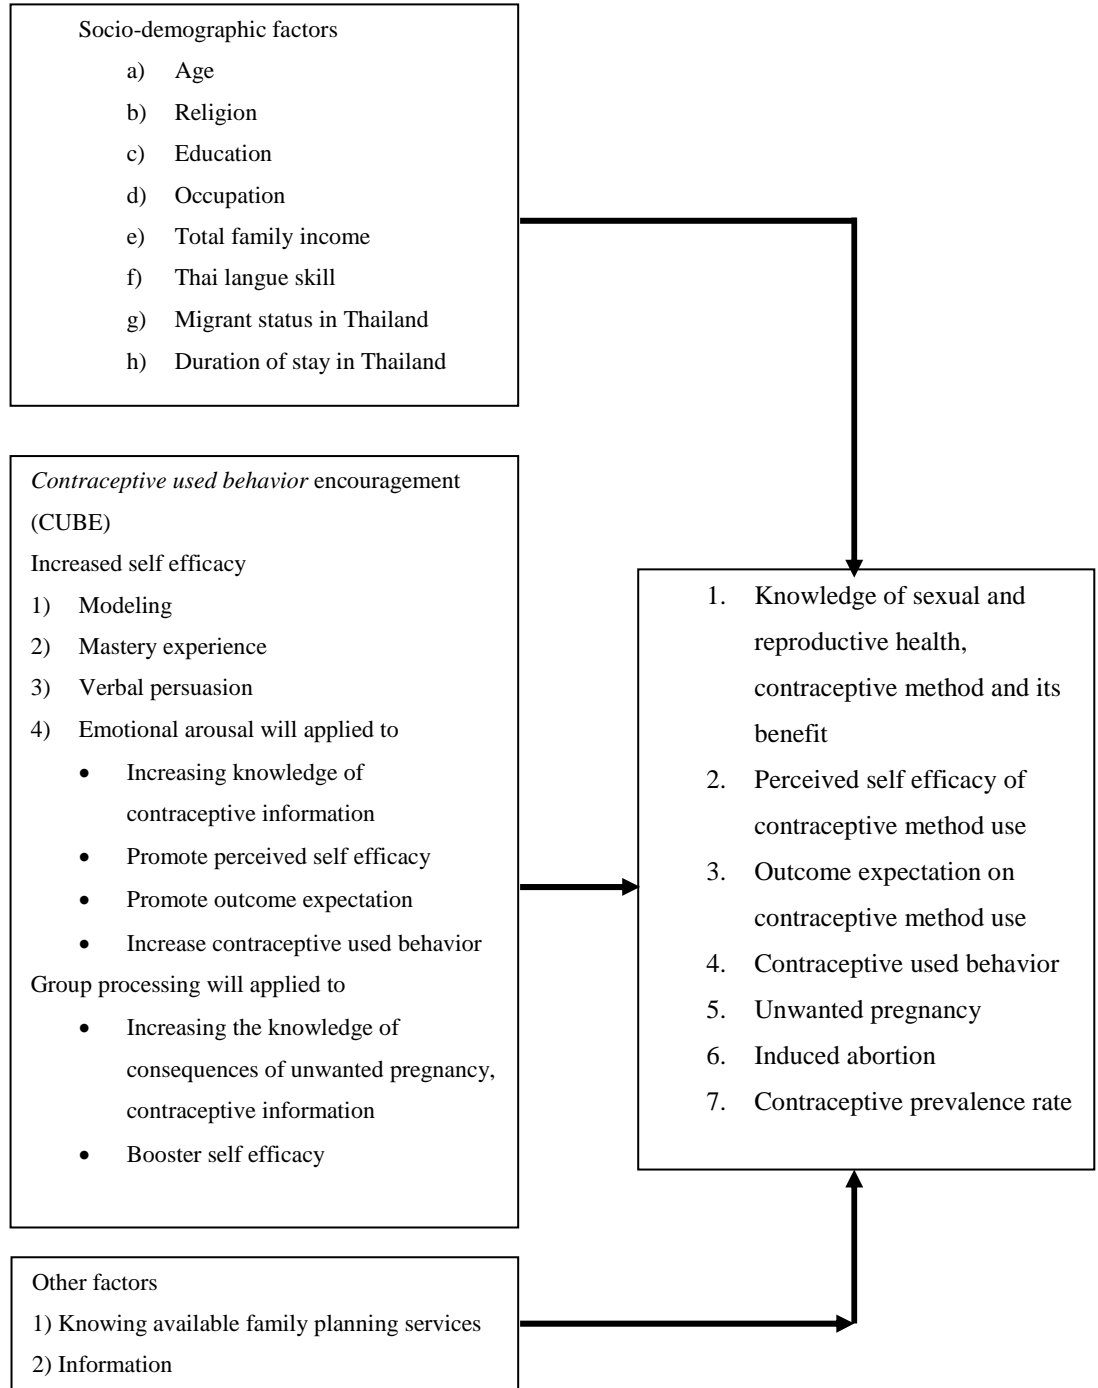 Socio-demographic factors
a) Age
b) Religion
c) Education
d) Occupation
e) Total family income
f) Thai langue skill
g) Migrant status in Thailand
h) Duration of stay in Thailand
Contraceptive used behavior encouragement
(CUBE)
Increased self efficacy
1) Modeling
2) Mastery experience
3) Verbal persuasion
4) Emotional arousal will applied to
• Increasing knowledge of
contraceptive information
• Promote perceived self efficacy
• Promote outcome expectation
• Increase contraceptive used behavior
Group processing will applied to
• Increasing the knowledge of
consequences of unwanted pregnancy,
contraceptive information
• Booster self efficacy
1. Knowledge of sexual and
reproductive health,
contraceptive method and its
benefit
2. Perceived self efficacy of
contraceptive method use
3. Outcome expectation on
contraceptive method use
4. Contraceptive used behavior
5. Unwanted pregnancy
6. Induced abortion
7. Contraceptive prevalence rate
Other factors
1) Knowing available family planning services
2) Information